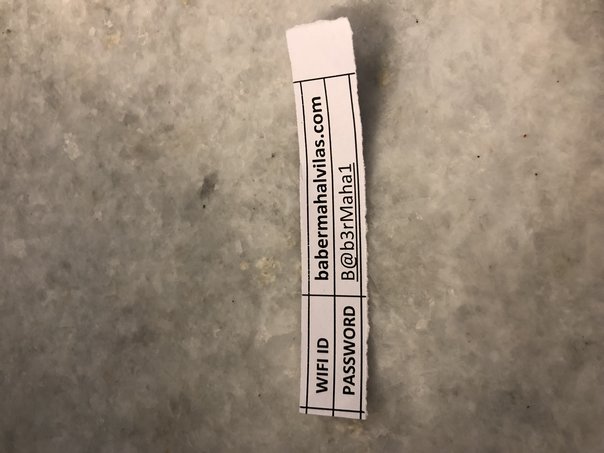 WIFI ID babermahalvilas.com
PASSWORD B@b3rMaha1